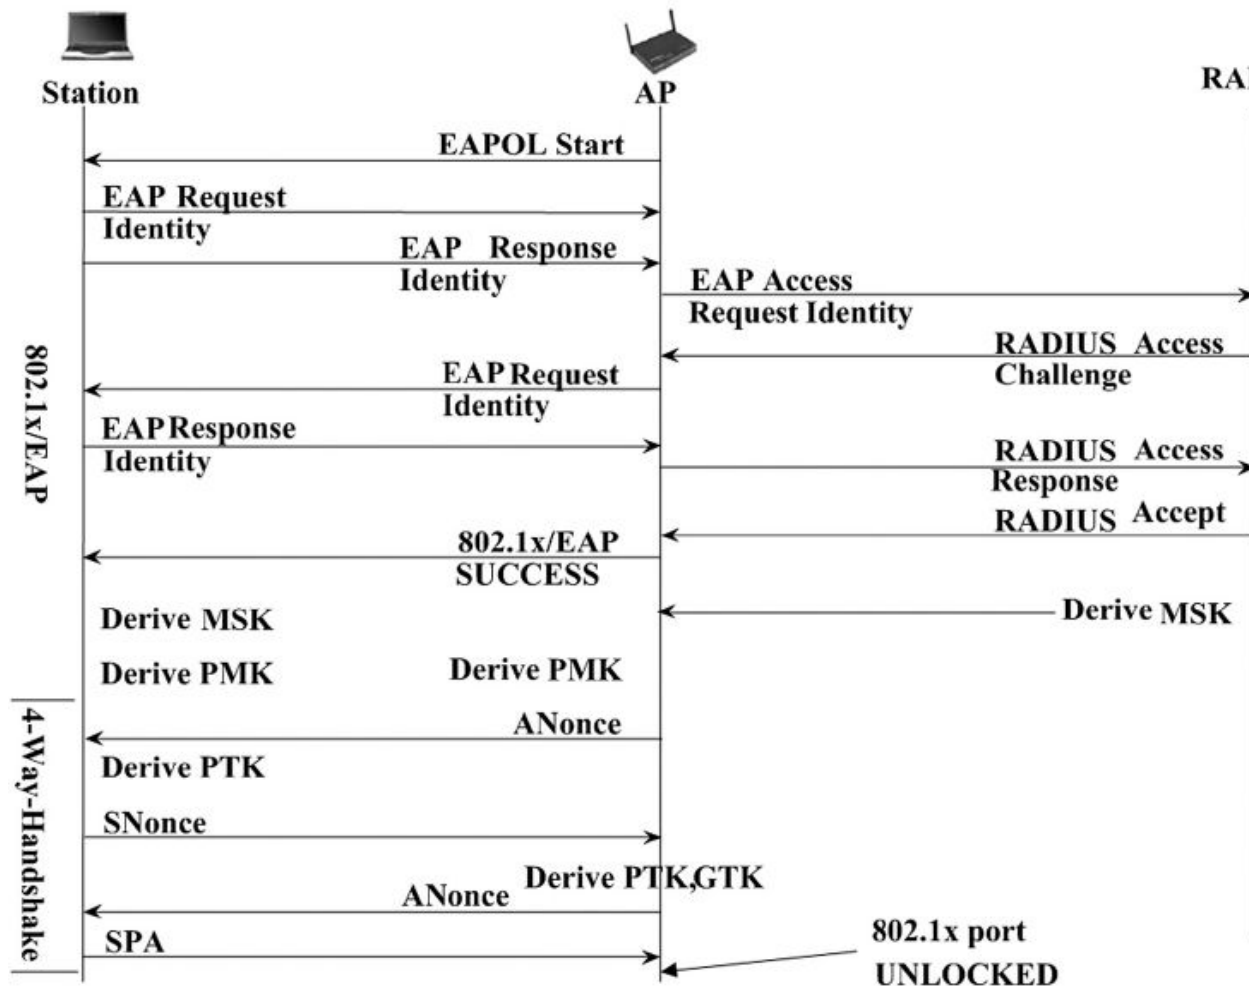 Station
AP
RAI
EAPOL Start
EAP Request
Identity
EAP Response
Identity
EAP Access
Request Identity
RADIUS Access
Challenge
EAP Request
Identity
EAP Response
Identity
RADIUS Access
Response
RADIUS Accept
802.1x/EAP
SUCCESS
802.1x/EAP
Derive MSK
Derive MSK
Derive PMK
Derive PMK
ANonce
Derive PTK
SNonce
Derive PTK,GTK
ANonce
SPA
4-Way-Handshake
802.1x port
UNLOCKED